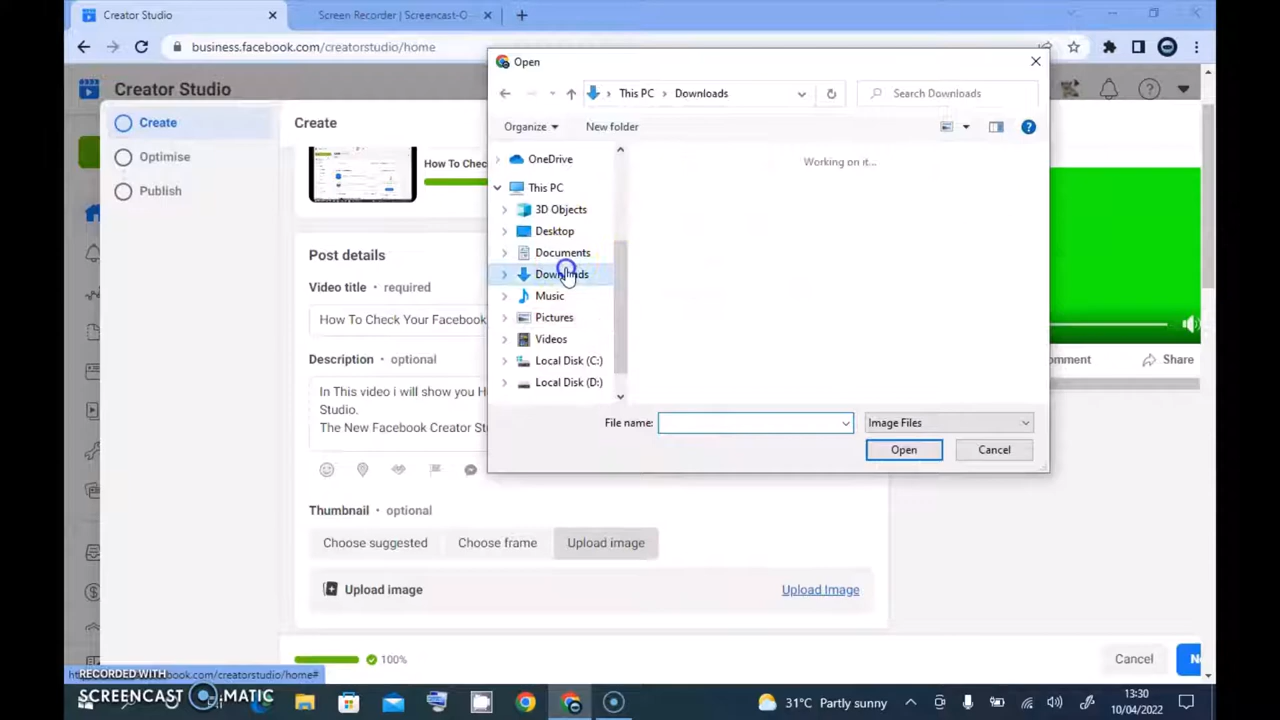 Creator Studio
Screen Recorder | Screencast-O
business.facebook.com/creatorstudio/home
Creator Studio
Create
Optimise
Publish
Create
How To Chec
Post details
Video title • required
How To Check Your Facebook
Description • optional
In This video i will show you H
Studio.
The New Facebook Creator St
Thumbnail • optional
Choose suggested
Choose frame
Upload image
Upload image
Upload Image
100%
Cancel
Open
This PC
Downloads
Search Downloads
Organize
New folder
Working on it...
OneDrive
This PC
3D Objects
Desktop
Documents
Downloads
Music
Pictures
Videos
Local Disk (C:)
Local Disk (D:)
File name:
Image Files
Open
Cancel
omment
Share
RECORDED WITH
SCREENCAST MATIC
book.com/creatorstudio/home#
31°C Partly sunny
13:30
10/04/2022